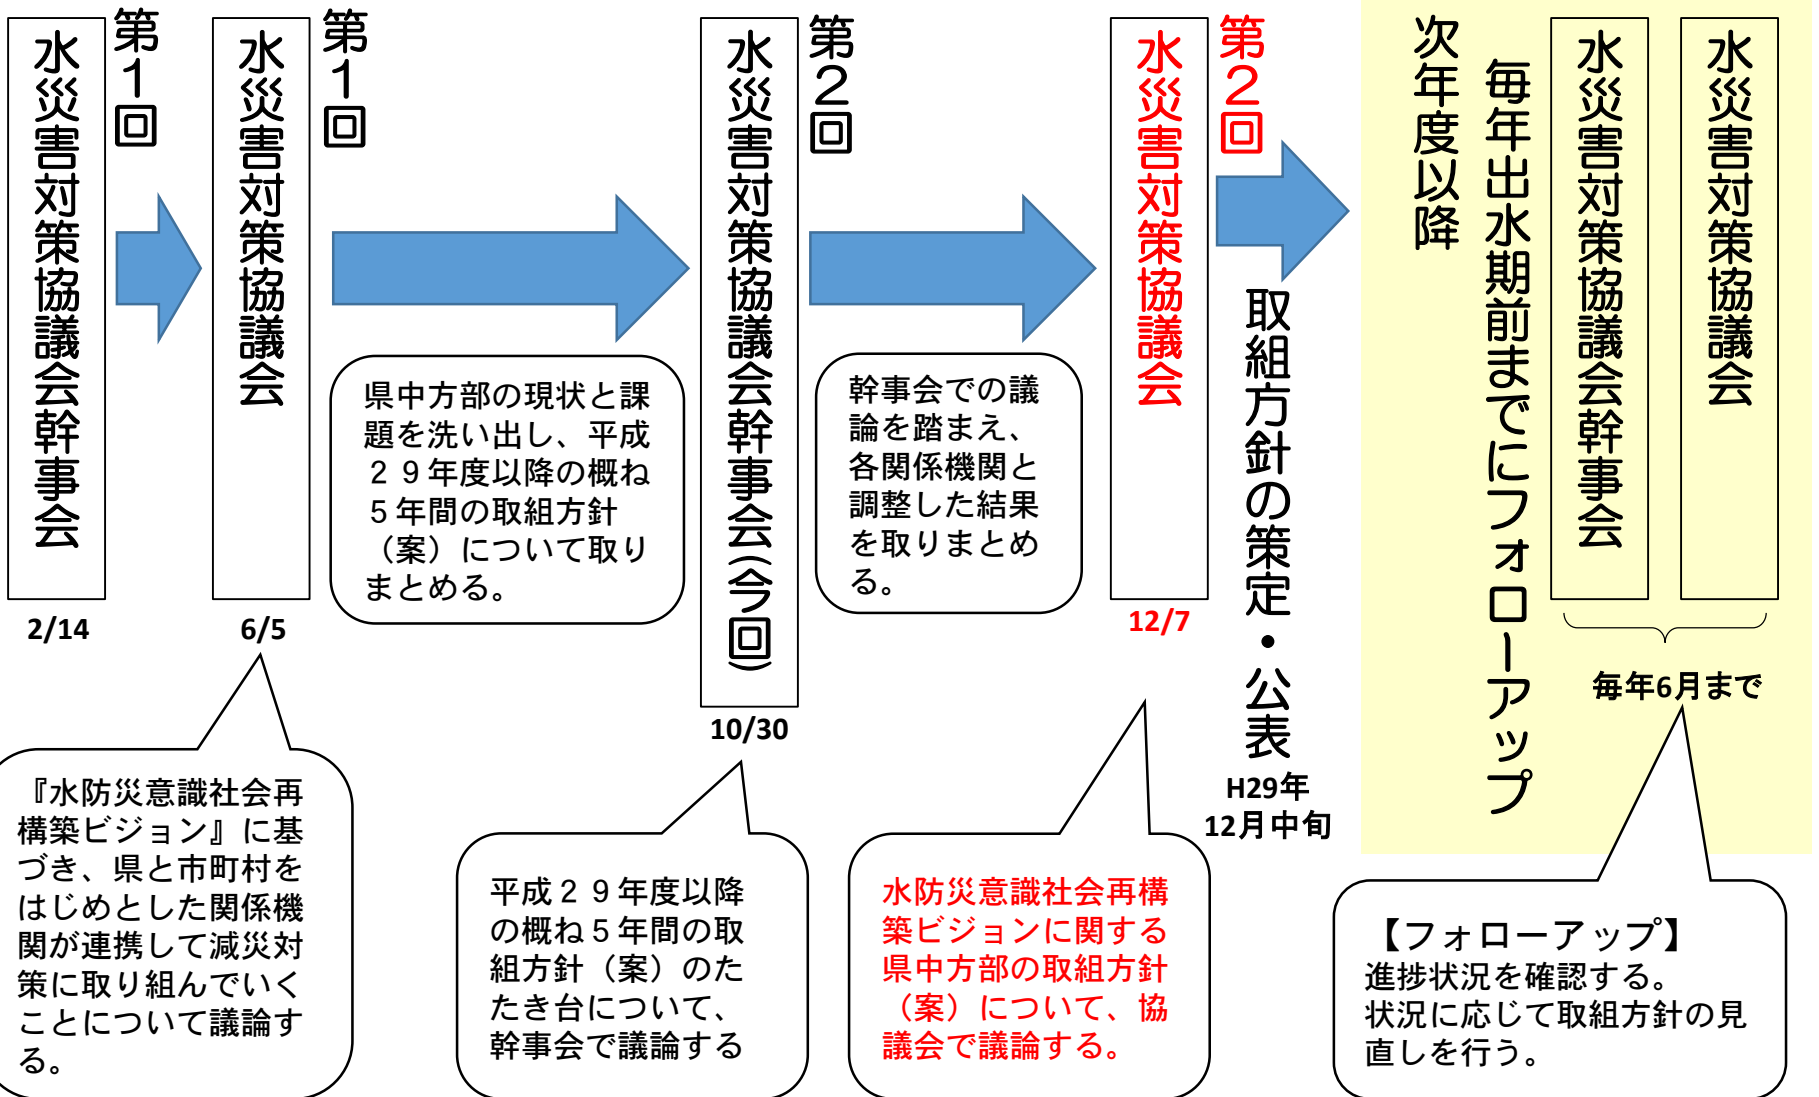 第1回
水災害対策協議会幹事会
2/14
第1回
水災害対策協議会
6/5
『水防災意識社会再
構築ビジョン』に基
づき、県と市町村を
はじめとした関係機
関が連携して減災対
策に取り組んでいく
ことについて議論す
る。
県中方部の現状と課
題を洗い出し、平成
２９年度以降の概ね
５年間の取組方針
（案）について取り
まとめる。
第2回
水災害対策協議会幹事会(今回)
10/30
平成２９年度以降
の概ね５年間の取
組方針（案）のた
たき台について、
幹事会で議論する
幹事会での議
論を踏まえ、
各関係機関と
調整した結果
を取りまとめ
る。
第2回
水災害対策協議会
12/7
水防災意識社会再構
築ビジョンに関する
県中方部の取組方針
（案）について、協
議会で議論する。
取組方針の策定・公表
H29年
12月中旬
次年度以降
毎年出水期前までにフォローアップ
水災害対策協議会幹事会
水災害対策協議会
毎年6月まで
【フォローアップ】
進捗状況を確認する。
状況に応じて取組方針の見
直しを行う。